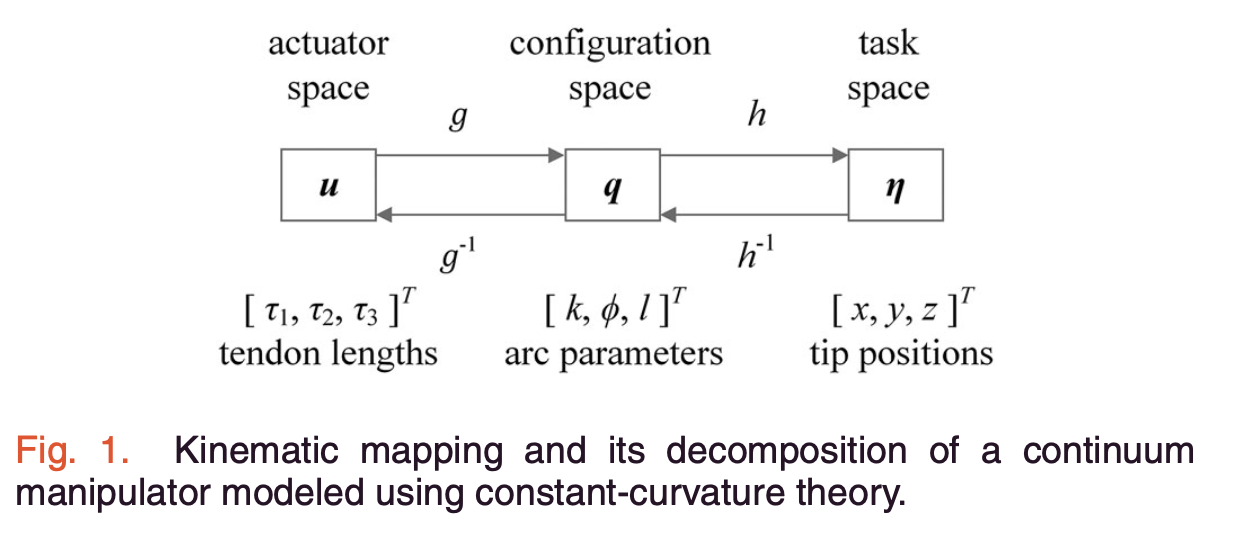 actuator space
configuration space
task space
g
h
u
q
η
g⁻¹
h⁻¹
[ τ₁, τ₂, τ₃ ]ᵀ
tendon lengths
[ k, ϕ, l ]ᵀ
arc parameters
[ x, y, z ]ᵀ
tip positions
Fig. 1. Kinematic mapping and its decomposition of a continuum
manipulator modeled using constant-curvature theory.